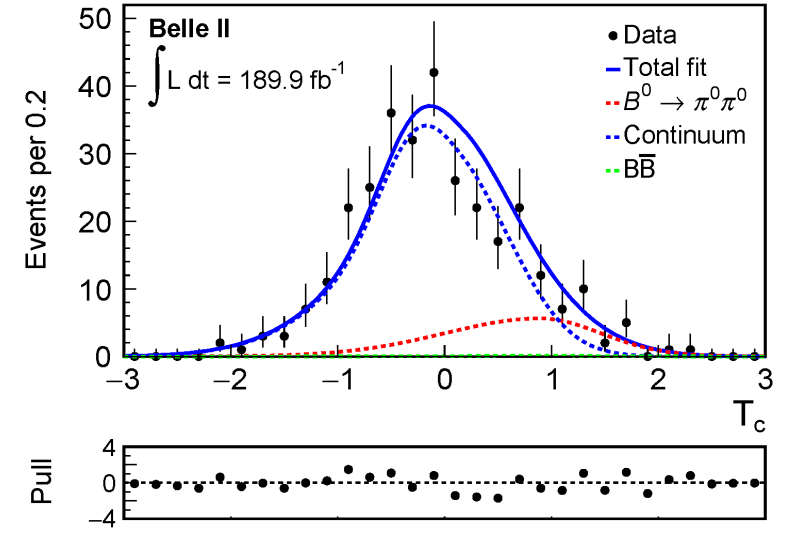 Belle II
∫ L dt = 189.9 fb⁻¹
Data
Total fit
B⁰ → π⁰π⁰
Continuum
BB̅
Events per 0.2
50
40
30
20
10
0
−3 −2 −1 0 1 2 3
T_c
Pull
4
0
−4